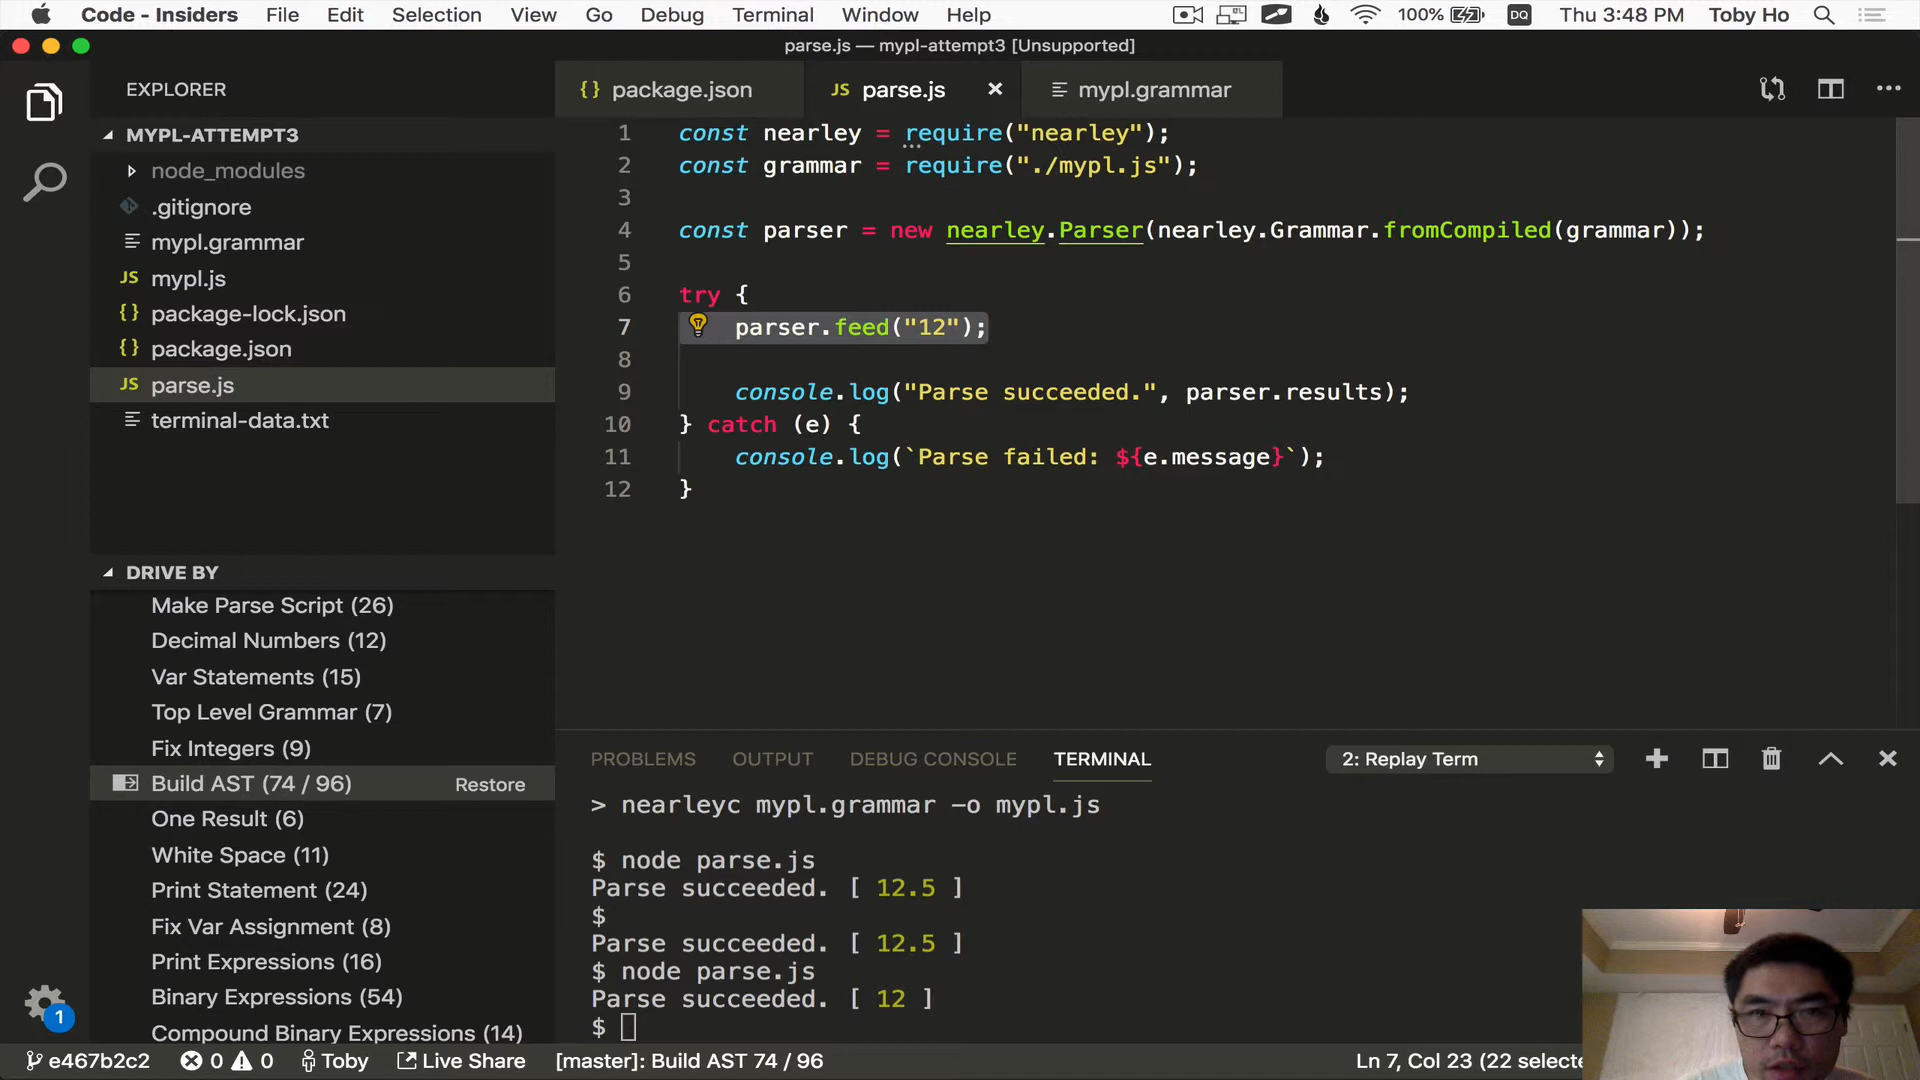 Code - Insiders File Edit Selection View Go Debug Terminal Window Help 100% DQ Thu 3:48 PM Toby Ho
parse.js — mypl-attempt3 [Unsupported]
EXPLORER
MYPL-ATTEMPT3
node_modules
.gitignore
mypl.grammar
JS mypl.js
{} package-lock.json
{} package.json
JS parse.js
terminal-data.txt
DRIVE BY
Make Parse Script (26)
Decimal Numbers (12)
Var Statements (15)
Top Level Grammar (7)
Fix Integers (9)
Build AST (74 / 96) Restore
One Result (6)
White Space (11)
Print Statement (24)
Fix Var Assignment (8)
Print Expressions (16)
Binary Expressions (54)
Compound Binary Expressions (14)
1
{} package.json JS parse.js × mypl.grammar
1 const nearley = require("nearley");
2 const grammar = require("./mypl.js");
3
4 const parser = new nearley.Parser(nearley.Grammar.fromCompiled(grammar));
5
6 try {
7 parser.feed("12");
8
9 console.log("Parse succeeded.", parser.results);
10 } catch (e) {
11 console.log(`Parse failed: ${e.message}`);
12 }
PROBLEMS OUTPUT DEBUG CONSOLE TERMINAL 2: Replay Term
> nearleyc mypl.grammar -o mypl.js
$ node parse.js
Parse succeeded. [ 12.5 ]
$
Parse succeeded. [ 12.5 ]
$ node parse.js
Parse succeeded. [ 12 ]
$
e467b2c2 0 0 Toby Live Share [master]: Build AST 74 / 96 Ln 7, Col 23 (22 selecte